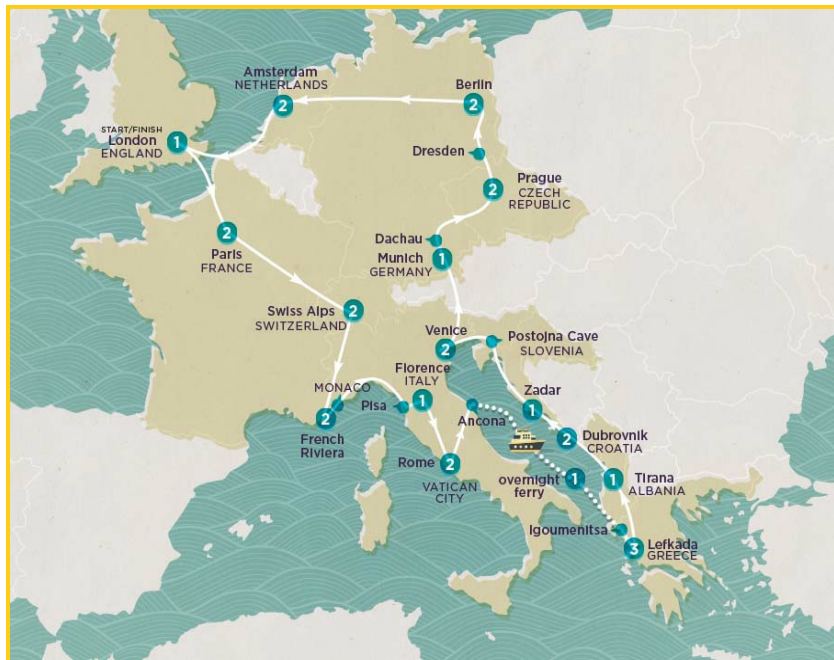 Amsterdam
NETHERLANDS
2
Berlin
2
START/FINISH
London
ENGLAND
1
Dresden
Prague
CZECH
REPUBLIC
2
2
Paris
FRANCE
Dachau
Munich
GERMANY
1
Swiss Alps
SWITZERLAND
2
Venice
2
Postojna Cave
SLOVENIA
Florence
ITALY
1
MONACO
Pisa
2
French
Riviera
Zadar
1
Ancona
2
Dubrovnik
CROATIA
Rome
2
VATICAN
CITY
overnight
ferry
1
1
Tirana
ALBANIA
Igoumenitsa
3
Lefkada
GREECE